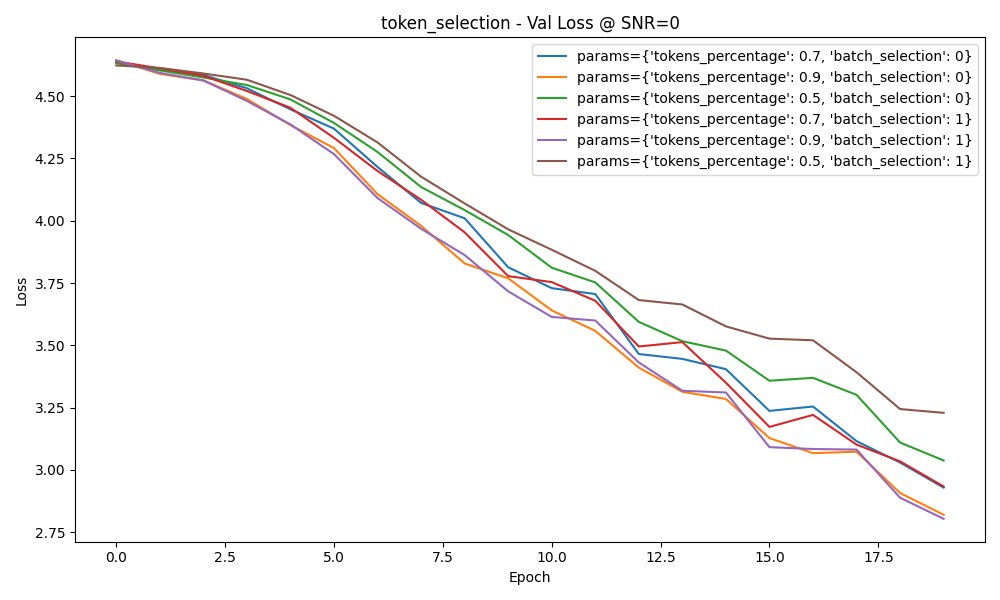 token_selection - Val Loss @ SNR=0
params={'tokens_percentage': 0.7, 'batch_selection': 0}
params={'tokens_percentage': 0.9, 'batch_selection': 0}
params={'tokens_percentage': 0.5, 'batch_selection': 0}
params={'tokens_percentage': 0.7, 'batch_selection': 1}
params={'tokens_percentage': 0.9, 'batch_selection': 1}
params={'tokens_percentage': 0.5, 'batch_selection': 1}
Loss
4.50
4.25
4.00
3.75
3.50
3.25
3.00
2.75
0.0 2.5 5.0 7.5 10.0 12.5 15.0 17.5
Epoch